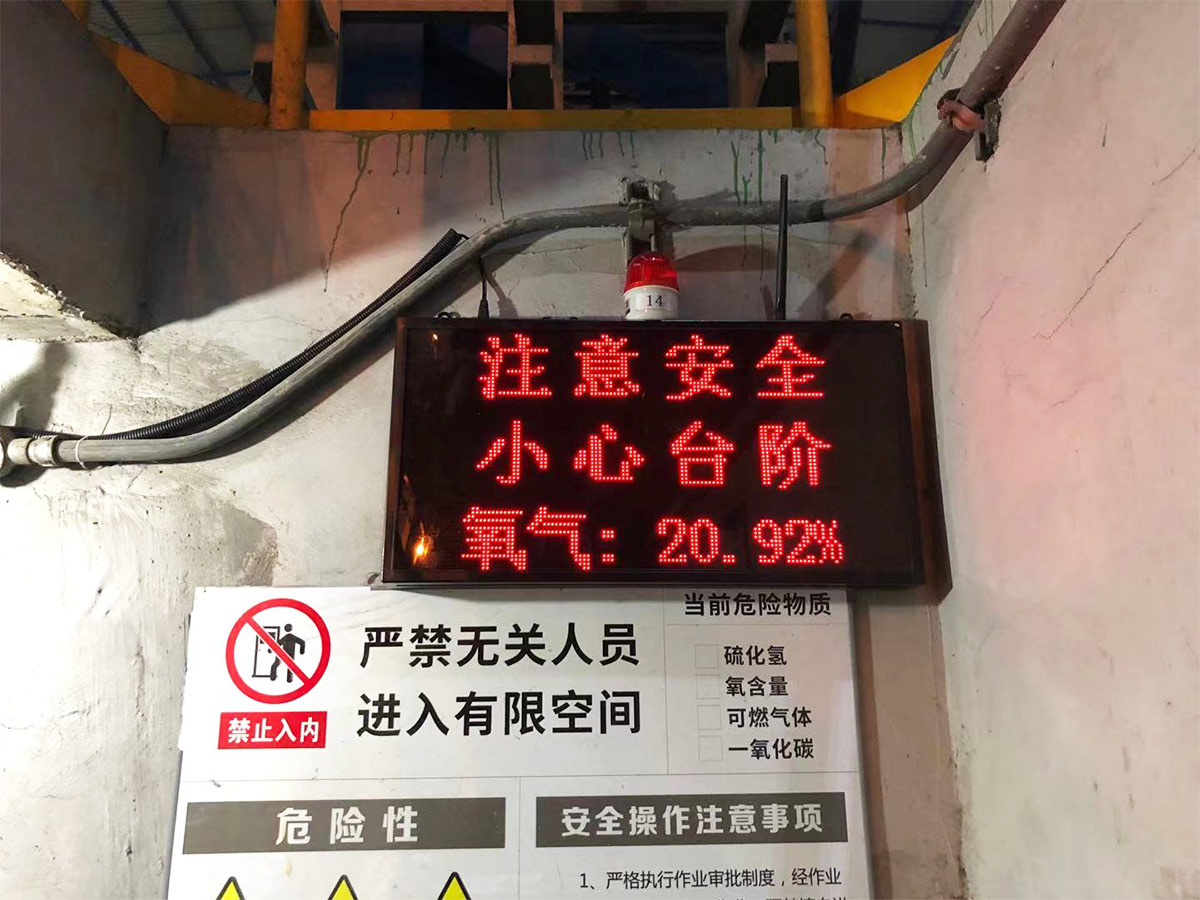 14
注意安全
小心台阶
氧气：20.92%
禁止入内
严禁无关人员
进入有限空间
当前危险物质
硫化氢
氧含量
可燃气体
一氧化碳
危险性
安全操作注意事项
1、严格执行作业审批制度，经作业